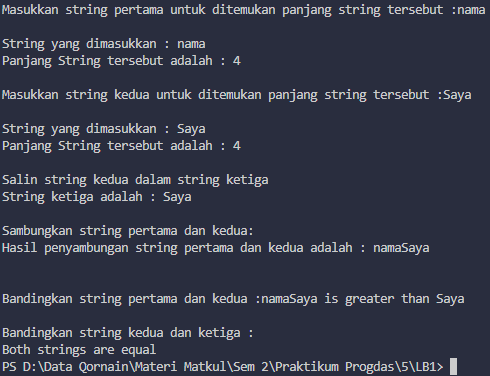 Masukkan string pertama untuk ditemukan panjang string tersebut :nama
String yang dimasukkan : nama
Panjang String tersebut adalah : 4
Masukkan string kedua untuk ditemukan panjang string tersebut :Saya
String yang dimasukkan : Saya
Panjang String tersebut adalah : 4
Salin string kedua dalam string ketiga
String ketiga adalah : Saya
Sambungkan string pertama dan kedua:
Hasil penyambungan string pertama dan kedua adalah : namaSaya
Bandingkan string pertama dan kedua :namaSaya is greater than Saya
Bandingkan string kedua dan ketiga :
Both strings are equal
PS D:\Data Qornain\Materi Matkul\Sem 2\Praktikum Progdas\5\LB1>